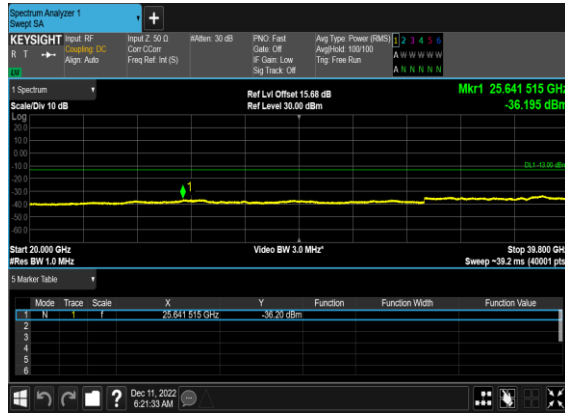 Spectrum Analyzer 1
Swept SA
+
KEYSIGHT Input: RF Input Z: 50 Ω #Atten: 30 dB PNO: Fast Avg Type: Power (RMS) 1 2 3 4 5 6
R T Coupling: DC Corr CCorr Gate: Off Avg|Hold: 100/100 A W W W W W
Align: Auto Freq Ref: Int (S) IF Gain: Low Trig: Free Run A N N N N N
Sig Track: Off
1 Spectrum
Scale/Div 10 dB
Ref Lvl Offset 15.68 dB
Ref Level 30.00 dBm
Mkr1 25.641 515 GHz
-36.195 dBm
Log
20.0
10.0
0.00
-10.0
DL1 -13.00 dBm
-20.0
1
-30.0
-40.0
-50.0
-60.0
Start 20.000 GHz Video BW 3.0 MHz* Stop 39.800 GHz
#Res BW 1.0 MHz Sweep ~39.2 ms (40001 pts)
5 Marker Table
Mode Trace Scale X Y Function Function Width Function Value
1 N 1 f 25.641 515 GHz -36.20 dBm
2
3
4
5
6
? Dec 11, 2022
6:21:33 AM